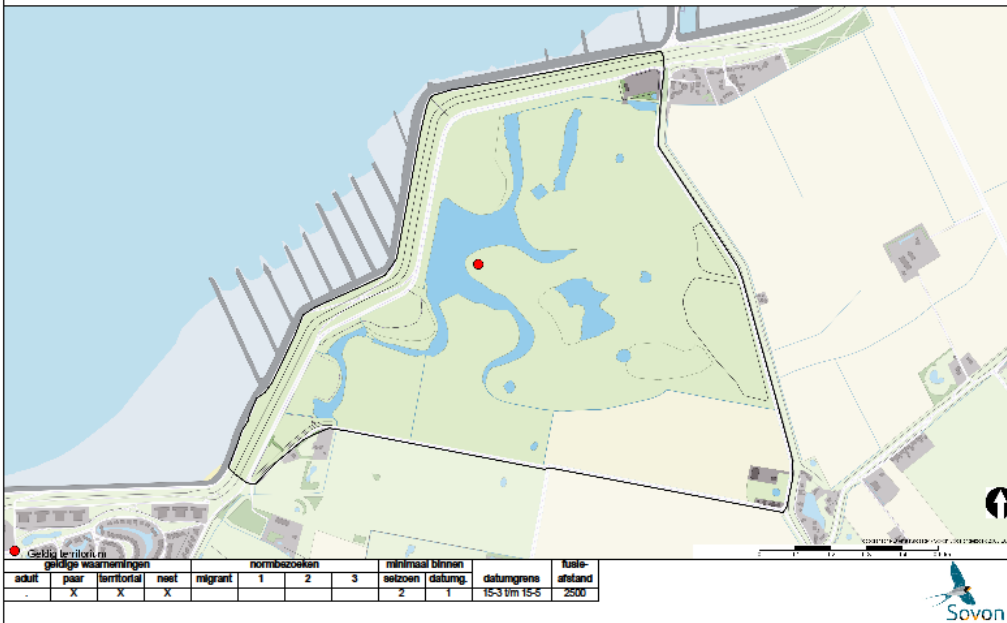 Geldig territorium
geldige waarnemingen normbezoeken minimaal binnen fusie-
adult paar territorial nest migrant 1 2 3 seizoen datumg. datumgrens afstand
. X X X 2 1 15-3 t/m 15-5 2500
Sovon